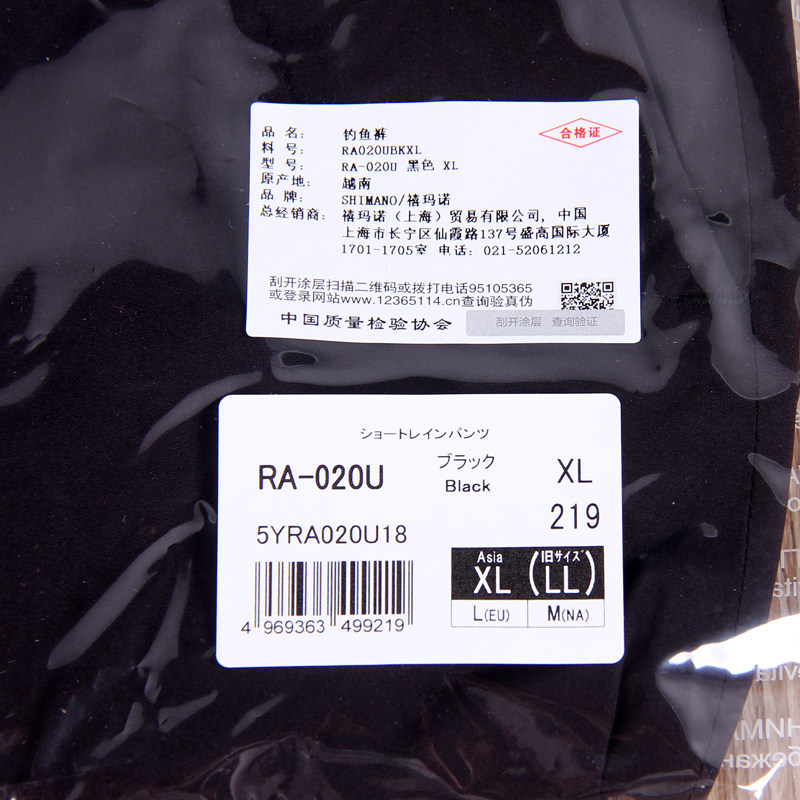 品 名: 钓鱼裤
合格证
料 号: RA020UBKXL
型 号: RA-020U 黑色 XL
原产地: 越南
品 牌: SHIMANO/禧玛诺
总经销商: 禧玛诺（上海）贸易有限公司, 中国
上海市长宁区仙霞路137号盛高国际大厦
1701-1705室 电话: 021-52061212
刮开涂层扫描二维码或拨打电话95105365
或登录网站www.12365114.cn查询验真伪
中国质量检验协会
刮开涂层 查询验证
ショートレインパンツ
RA-020U ブラック XL
Black
219
5YRA020U18
Asia XL (旧サイズ LL)
L(EU) M(NA)
4 969363 499219